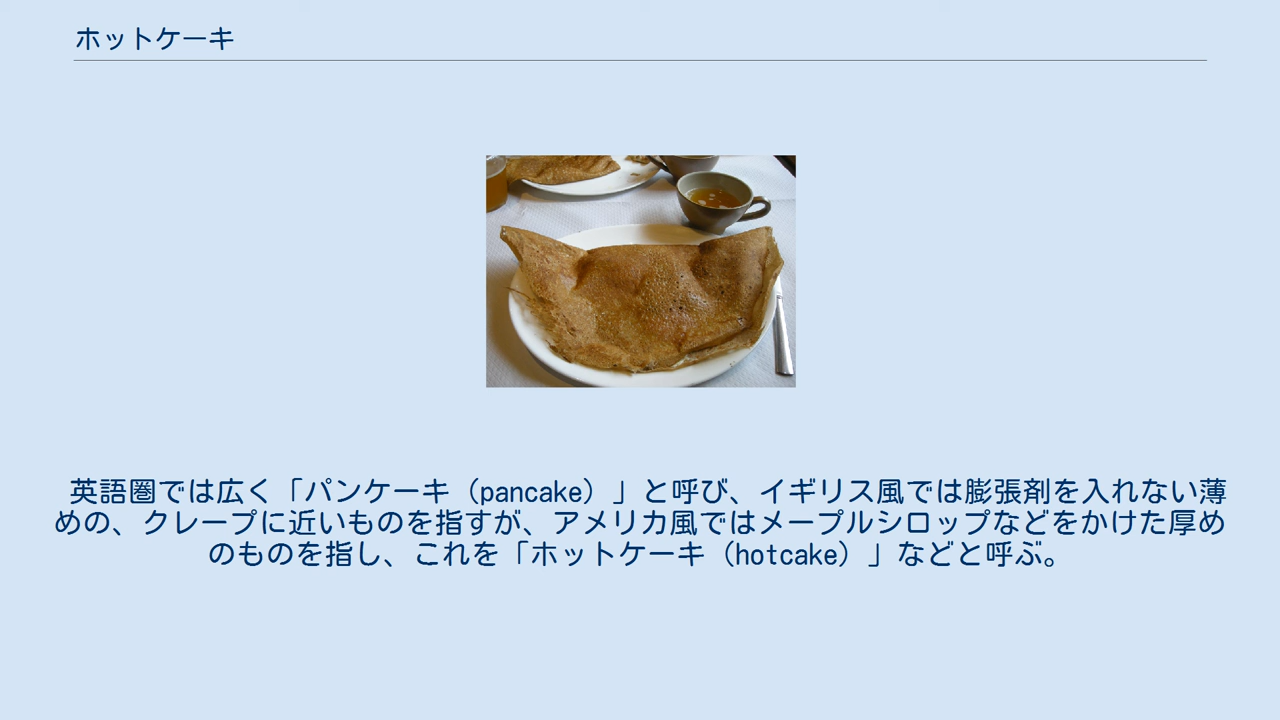 ホットケーキ
英語圏では広く「パンケーキ（pancake）」と呼び、イギリス風では膨張剤を入れない薄
めの、クレープに近いものを指すが、アメリカ風ではメープルシロップなどをかけた厚め
のものを指し、これを「ホットケーキ（hotcake）」などと呼ぶ。